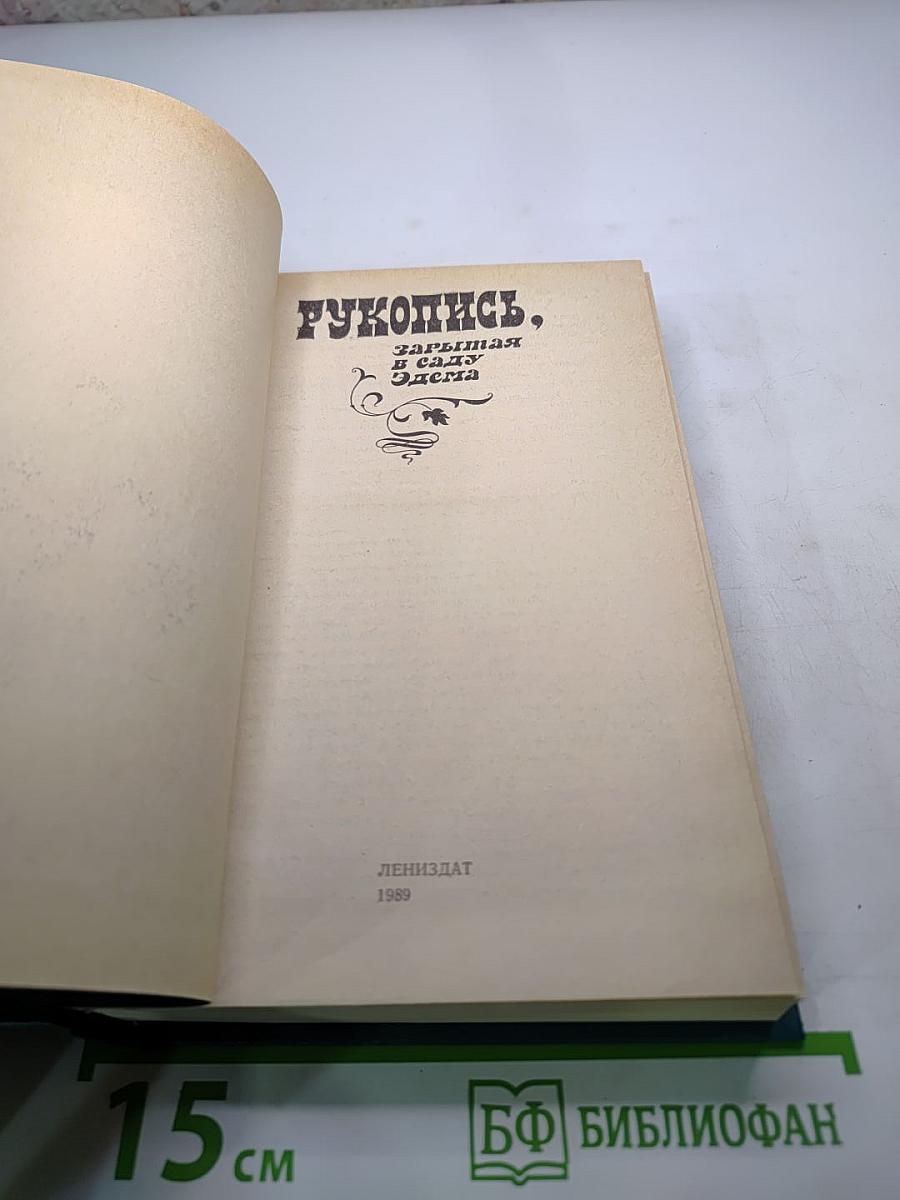 РУКОПИСЬ,
зарытая
в саду
Эдема
ЛЕНИЗДАТ
1989
15 см
БФ БИБЛИОФАН